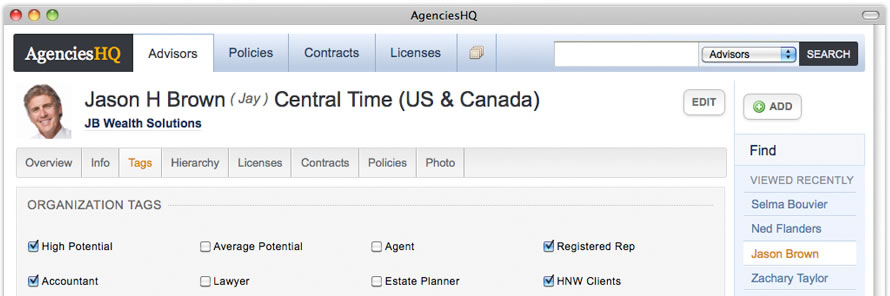 AgenciesHQ
AgenciesHQ Advisors Policies Contracts Licenses Advisors SEARCH
Jason H Brown ( Jay ) Central Time (US & Canada)
JB Wealth Solutions
EDIT
ADD
Overview Info Tags Hierarchy Licenses Contracts Policies Photo
ORGANIZATION TAGS
High Potential Average Potential Agent Registered Rep
Accountant Lawyer Estate Planner HNW Clients
Find
VIEWED RECENTLY
Selma Bouvier
Ned Flanders
Jason Brown
Zachary Taylor